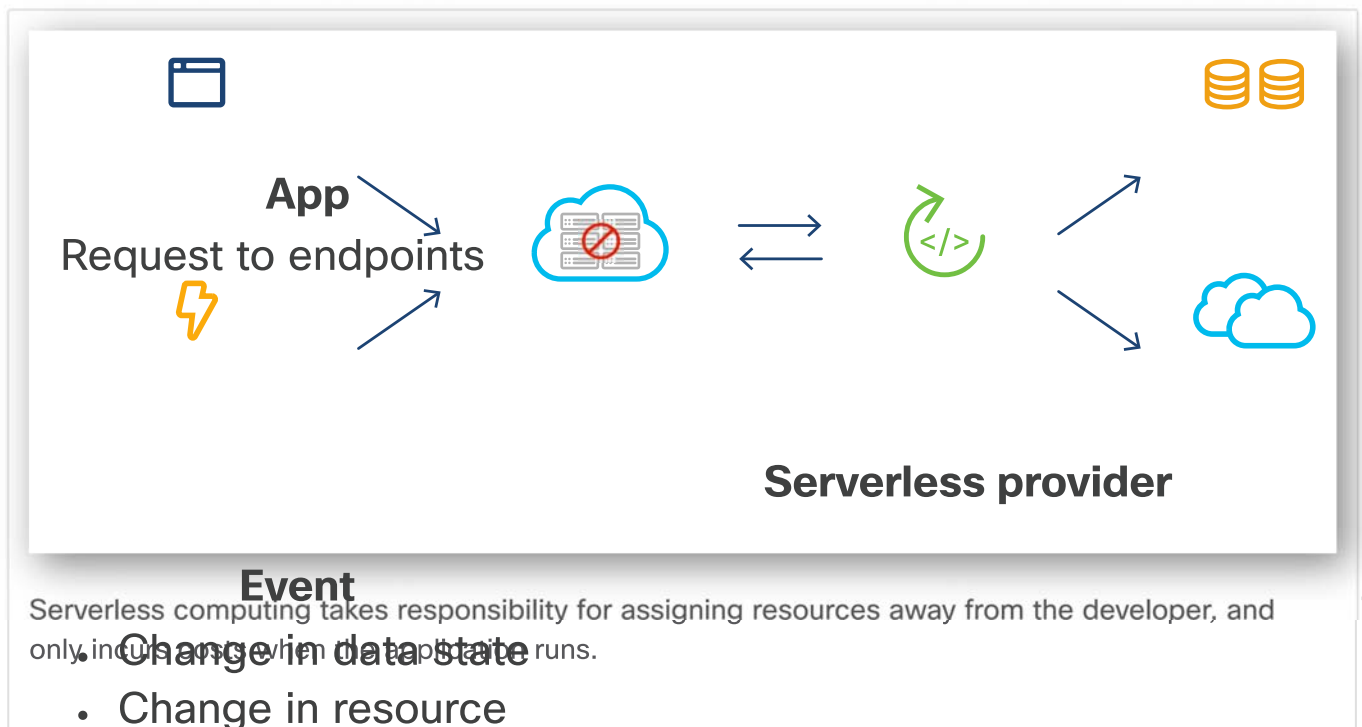 App
Request to endpoints
</>
Serverless provider
Event
Serverless computing takes responsibility for assigning resources away from the developer, and
only incurs costs when the application runs.
• Change in data state
• Change in resource